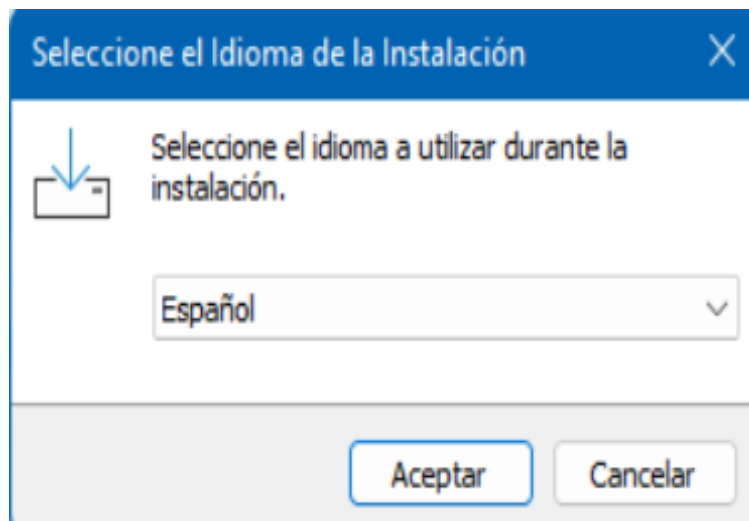 Seleccione el Idioma de la Instalación
Seleccione el idioma a utilizar durante la
instalación.
Español
Aceptar
Cancelar